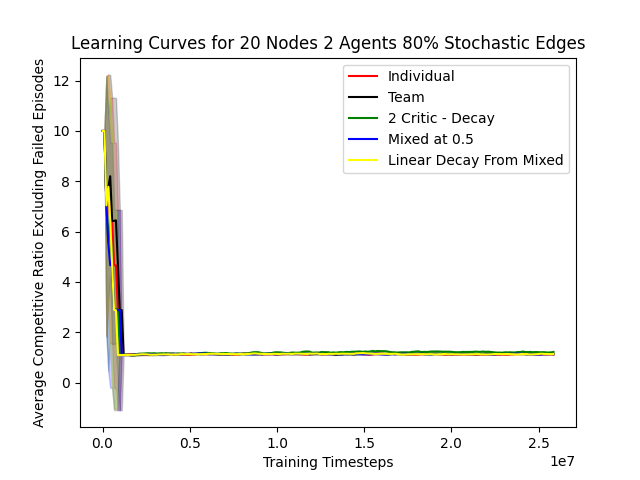 Learning Curves for 20 Nodes 2 Agents 80% Stochastic Edges
Average Competitive Ratio Excluding Failed Episodes
12
10
8
6
4
2
0
Individual
Team
2 Critic - Decay
Mixed at 0.5
Linear Decay From Mixed
0.0
0.5
1.0
1.5
2.0
2.5
1e7
Training Timesteps